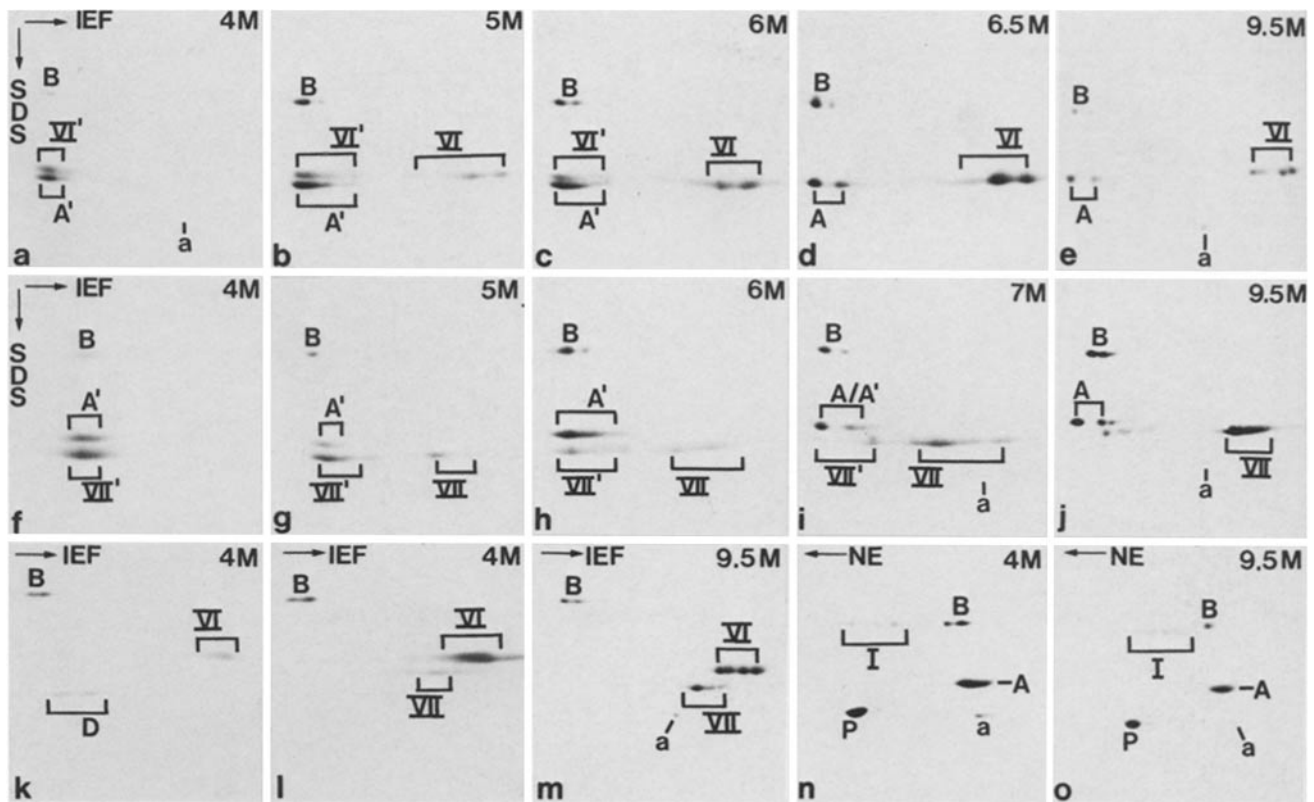 → IEF 4M
B
S
D
S
VI'
A'
a
a
5M
B
VI' VI
A'
b
6M
B
VI' VI
A'
c
6.5M
B
VI
A
d
9.5M
B
VI
A
a
e
→ IEF 4M
B
S
D
S
A'
VII'
f
5M
B
A'
VII' VII
g
6M
B
A'
VII' VII
h
7M
B
A/A'
VII' VII
a
i
9.5M
B
A
VII
a
j
→ IEF 4M
B
VI
D
k
→ IEF 4M
B
VI
VII
l
→ IEF 9.5M
B
VI
VII
a
m
← NE 4M
B
I
A
P
a
n
← NE 9.5M
B
I
A
P
a
o